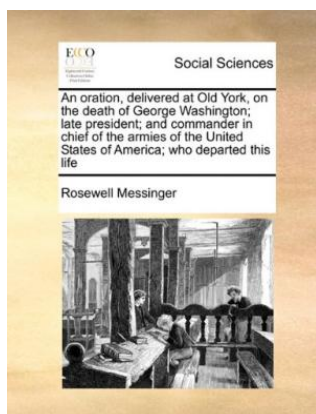 ECCO
Social Sciences
An oration, delivered at Old York, on
the death of George Washington;
late president; and commander in
chief of the armies of the United
States of America; who departed this
life
Rosewell Messinger